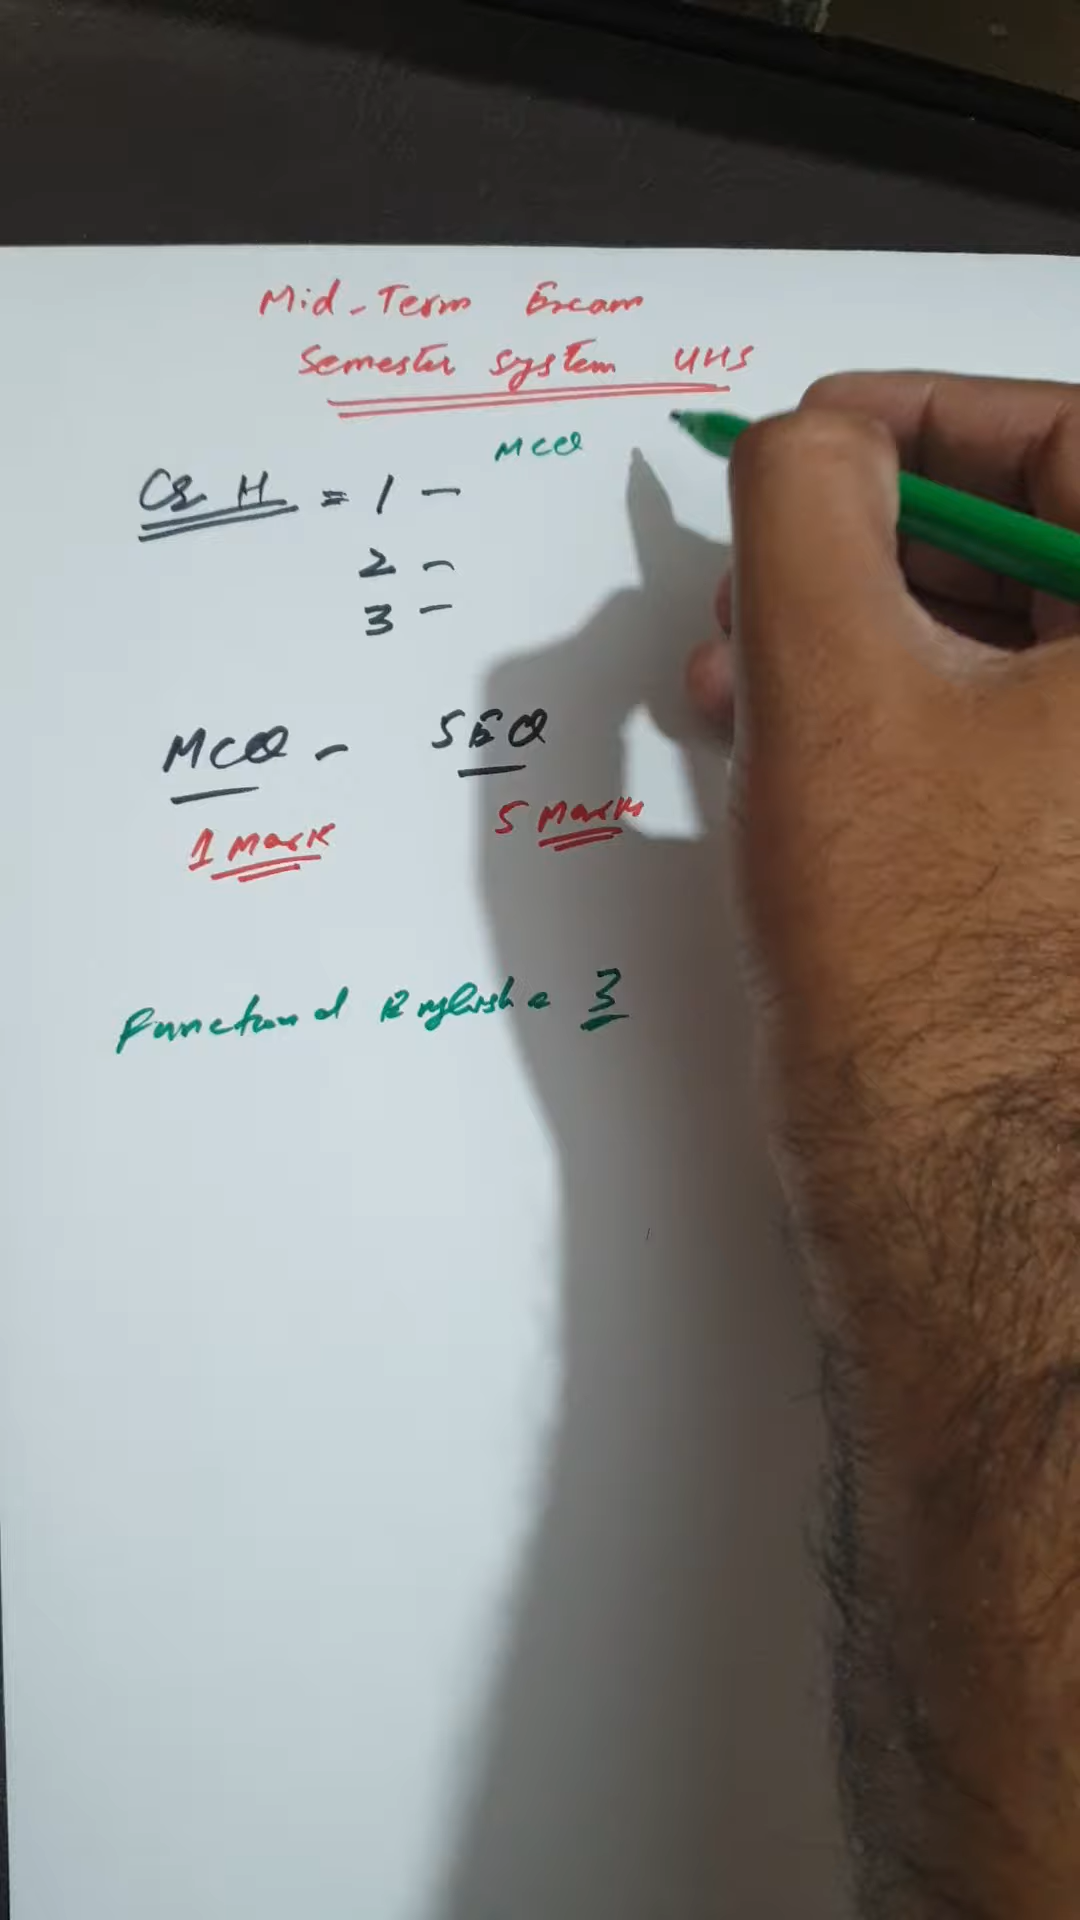 Mid-Term Exam
Semester system UHS
MCQ
Cr H = 1 -
2 -
3 -
MCQ - SEQ
1 Mark 5 Marks
Functional English = 3